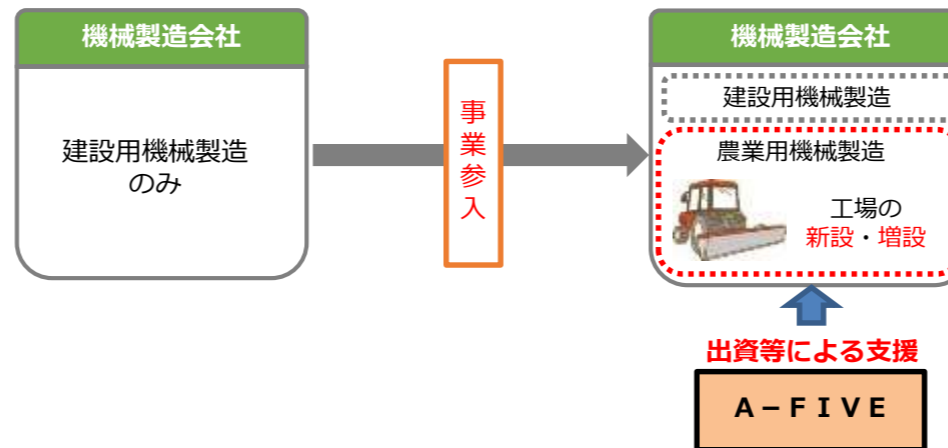 機械製造会社
建設用機械製造
のみ
事業参入
機械製造会社
建設用機械製造
農業用機械製造
工場の
新設・増設
出資等による支援
A－FIVE